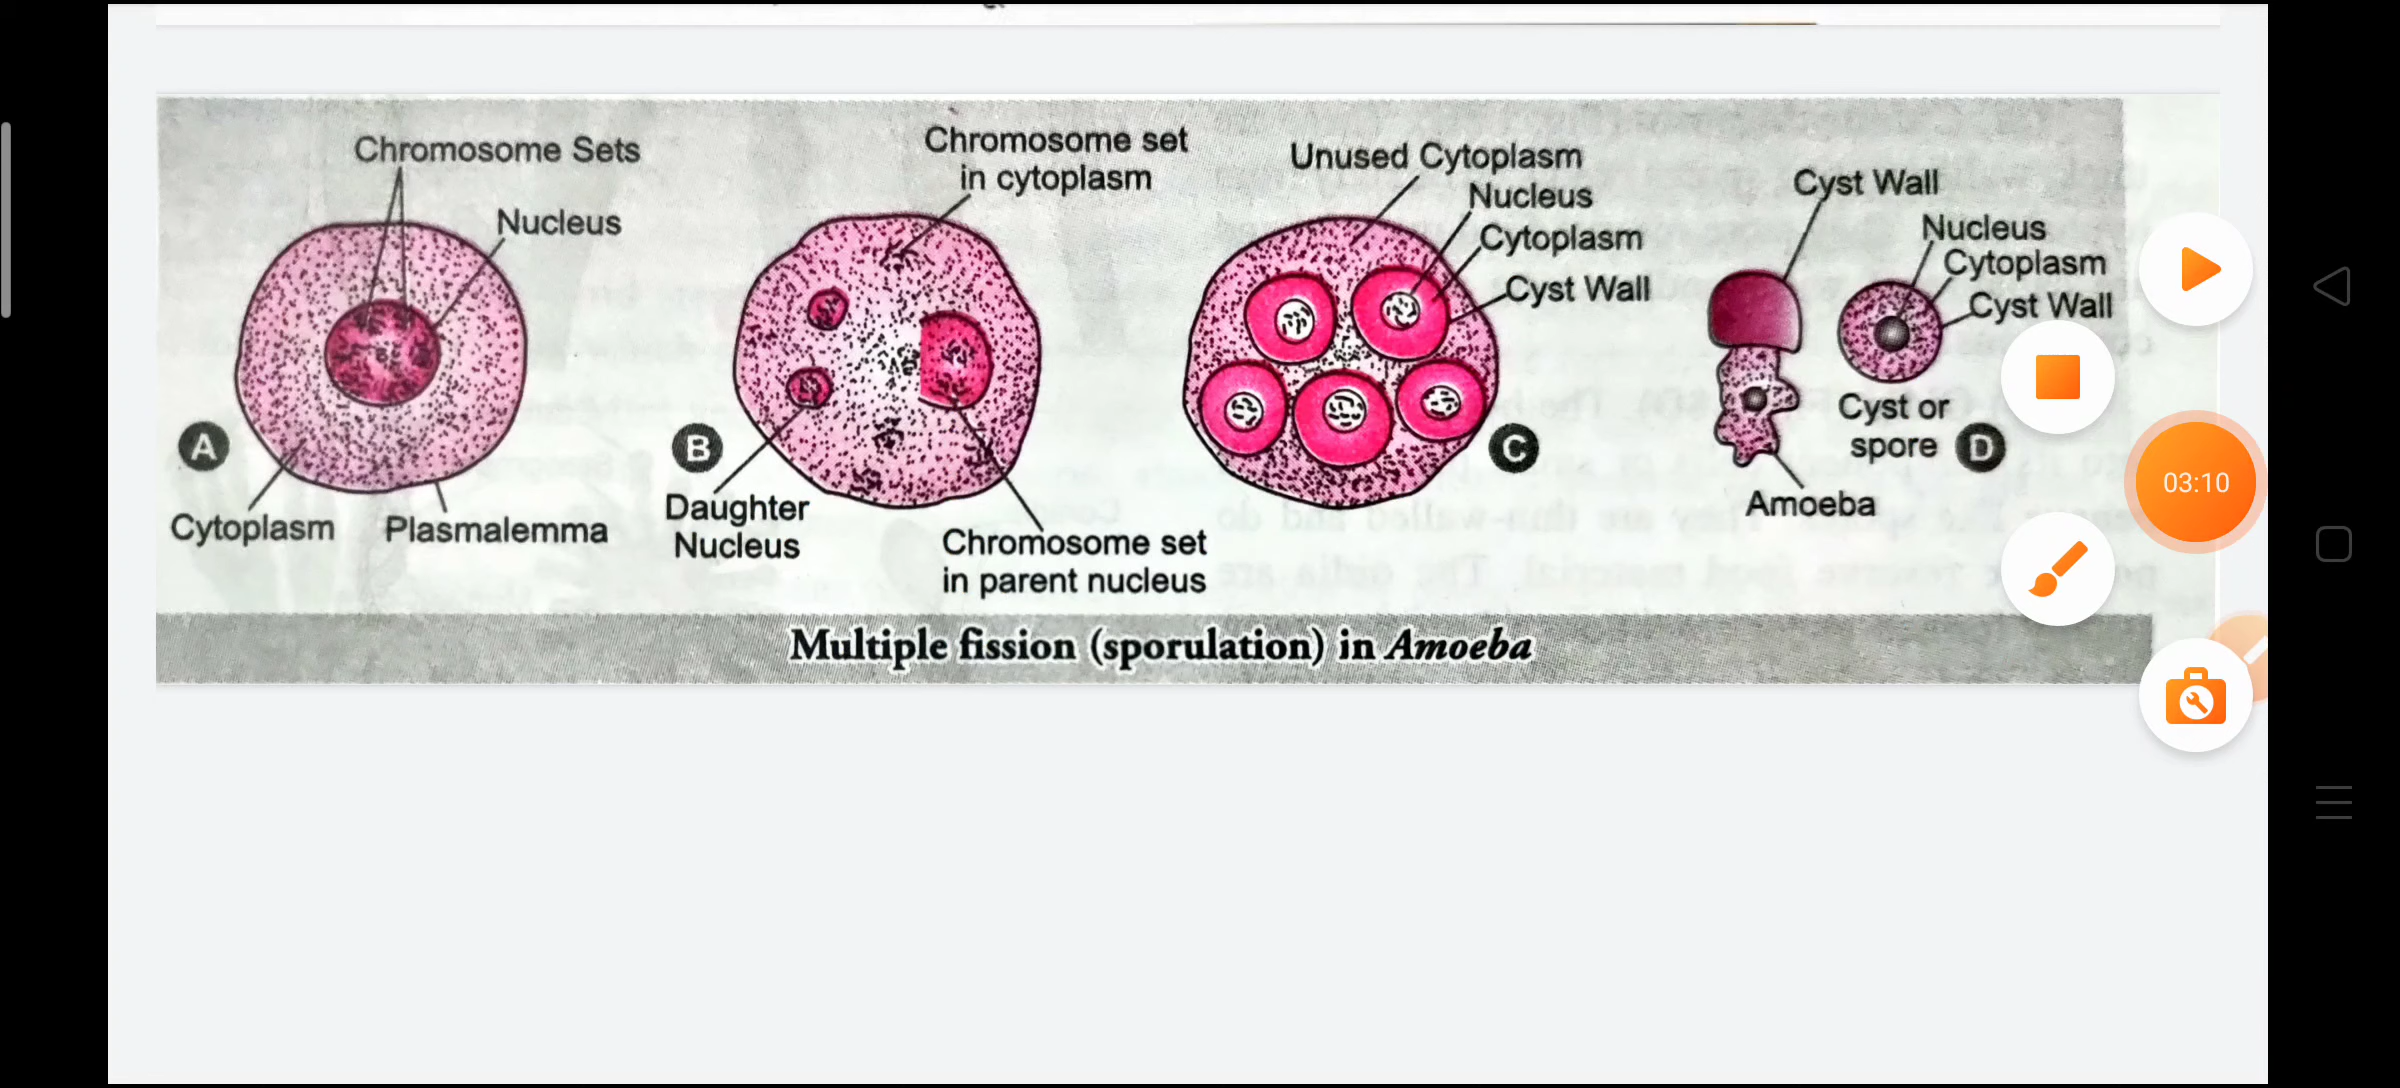 Chromosome Sets
Nucleus
A
Cytoplasm
Plasmalemma
Chromosome set
in cytoplasm
B
Daughter
Nucleus
Chromosome set
in parent nucleus
Unused Cytoplasm
Nucleus
Cytoplasm
Cyst Wall
C
Cyst Wall
Nucleus
Cytoplasm
Cyst Wall
Cyst or
spore
D
Amoeba
03:10
Multiple fission (sporulation) in Amoeba